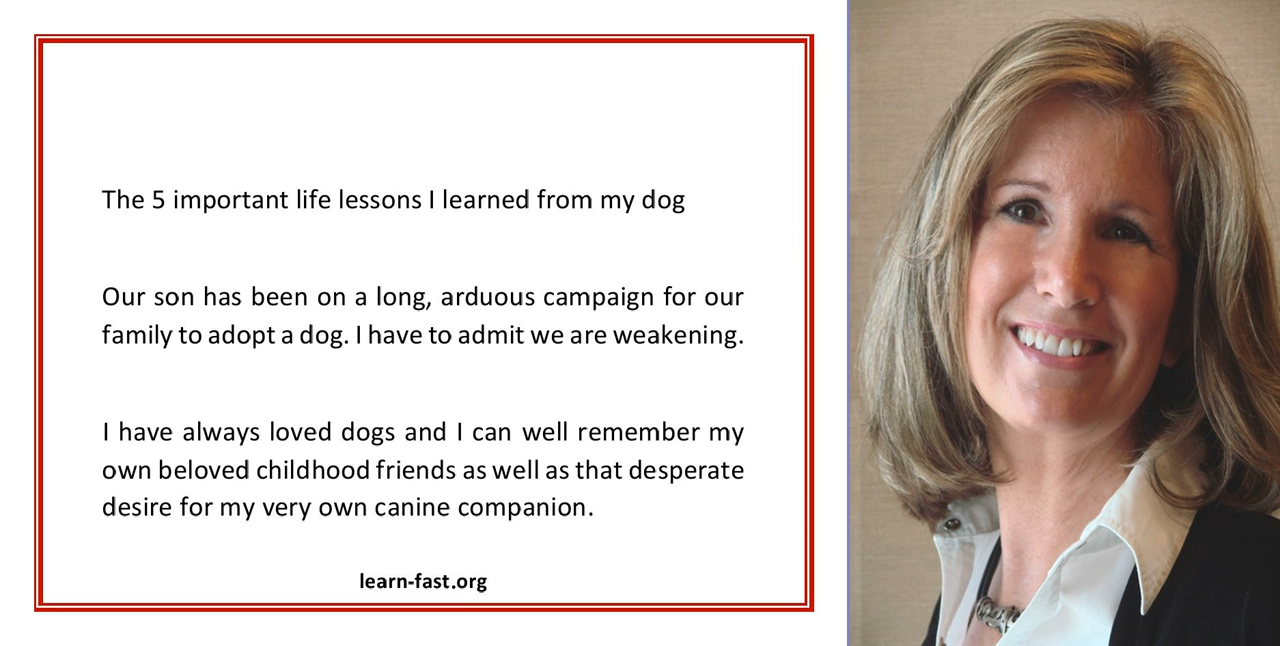 The 5 important life lessons I learned from my dog
Our son has been on a long, arduous campaign for our
family to adopt a dog. I have to admit we are weakening.
I have always loved dogs and I can well remember my
own beloved childhood friends as well as that desperate
desire for my very own canine companion.
learn-fast.org